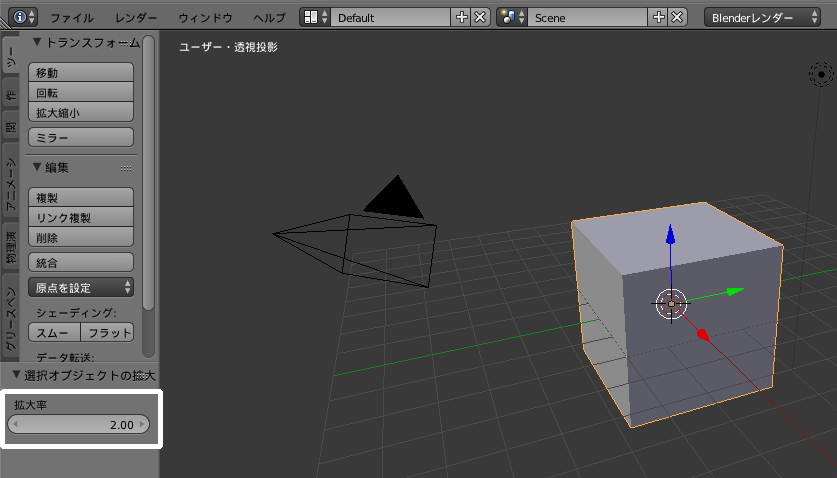 ファイル レンダー ウィンドウ ヘルプ Default Scene Blenderレンダー
ツー
作
関
アニメーシ
物理演
グリースペン
トランスフォーム
移動
回転
拡大縮小
ミラー
編集
複製
リンク複製
削除
統合
原点を設定
シェーディング:
スムー フラット
データ転送:
選択オブジェクトの拡大
拡大率
2.00
ユーザー・透視投影